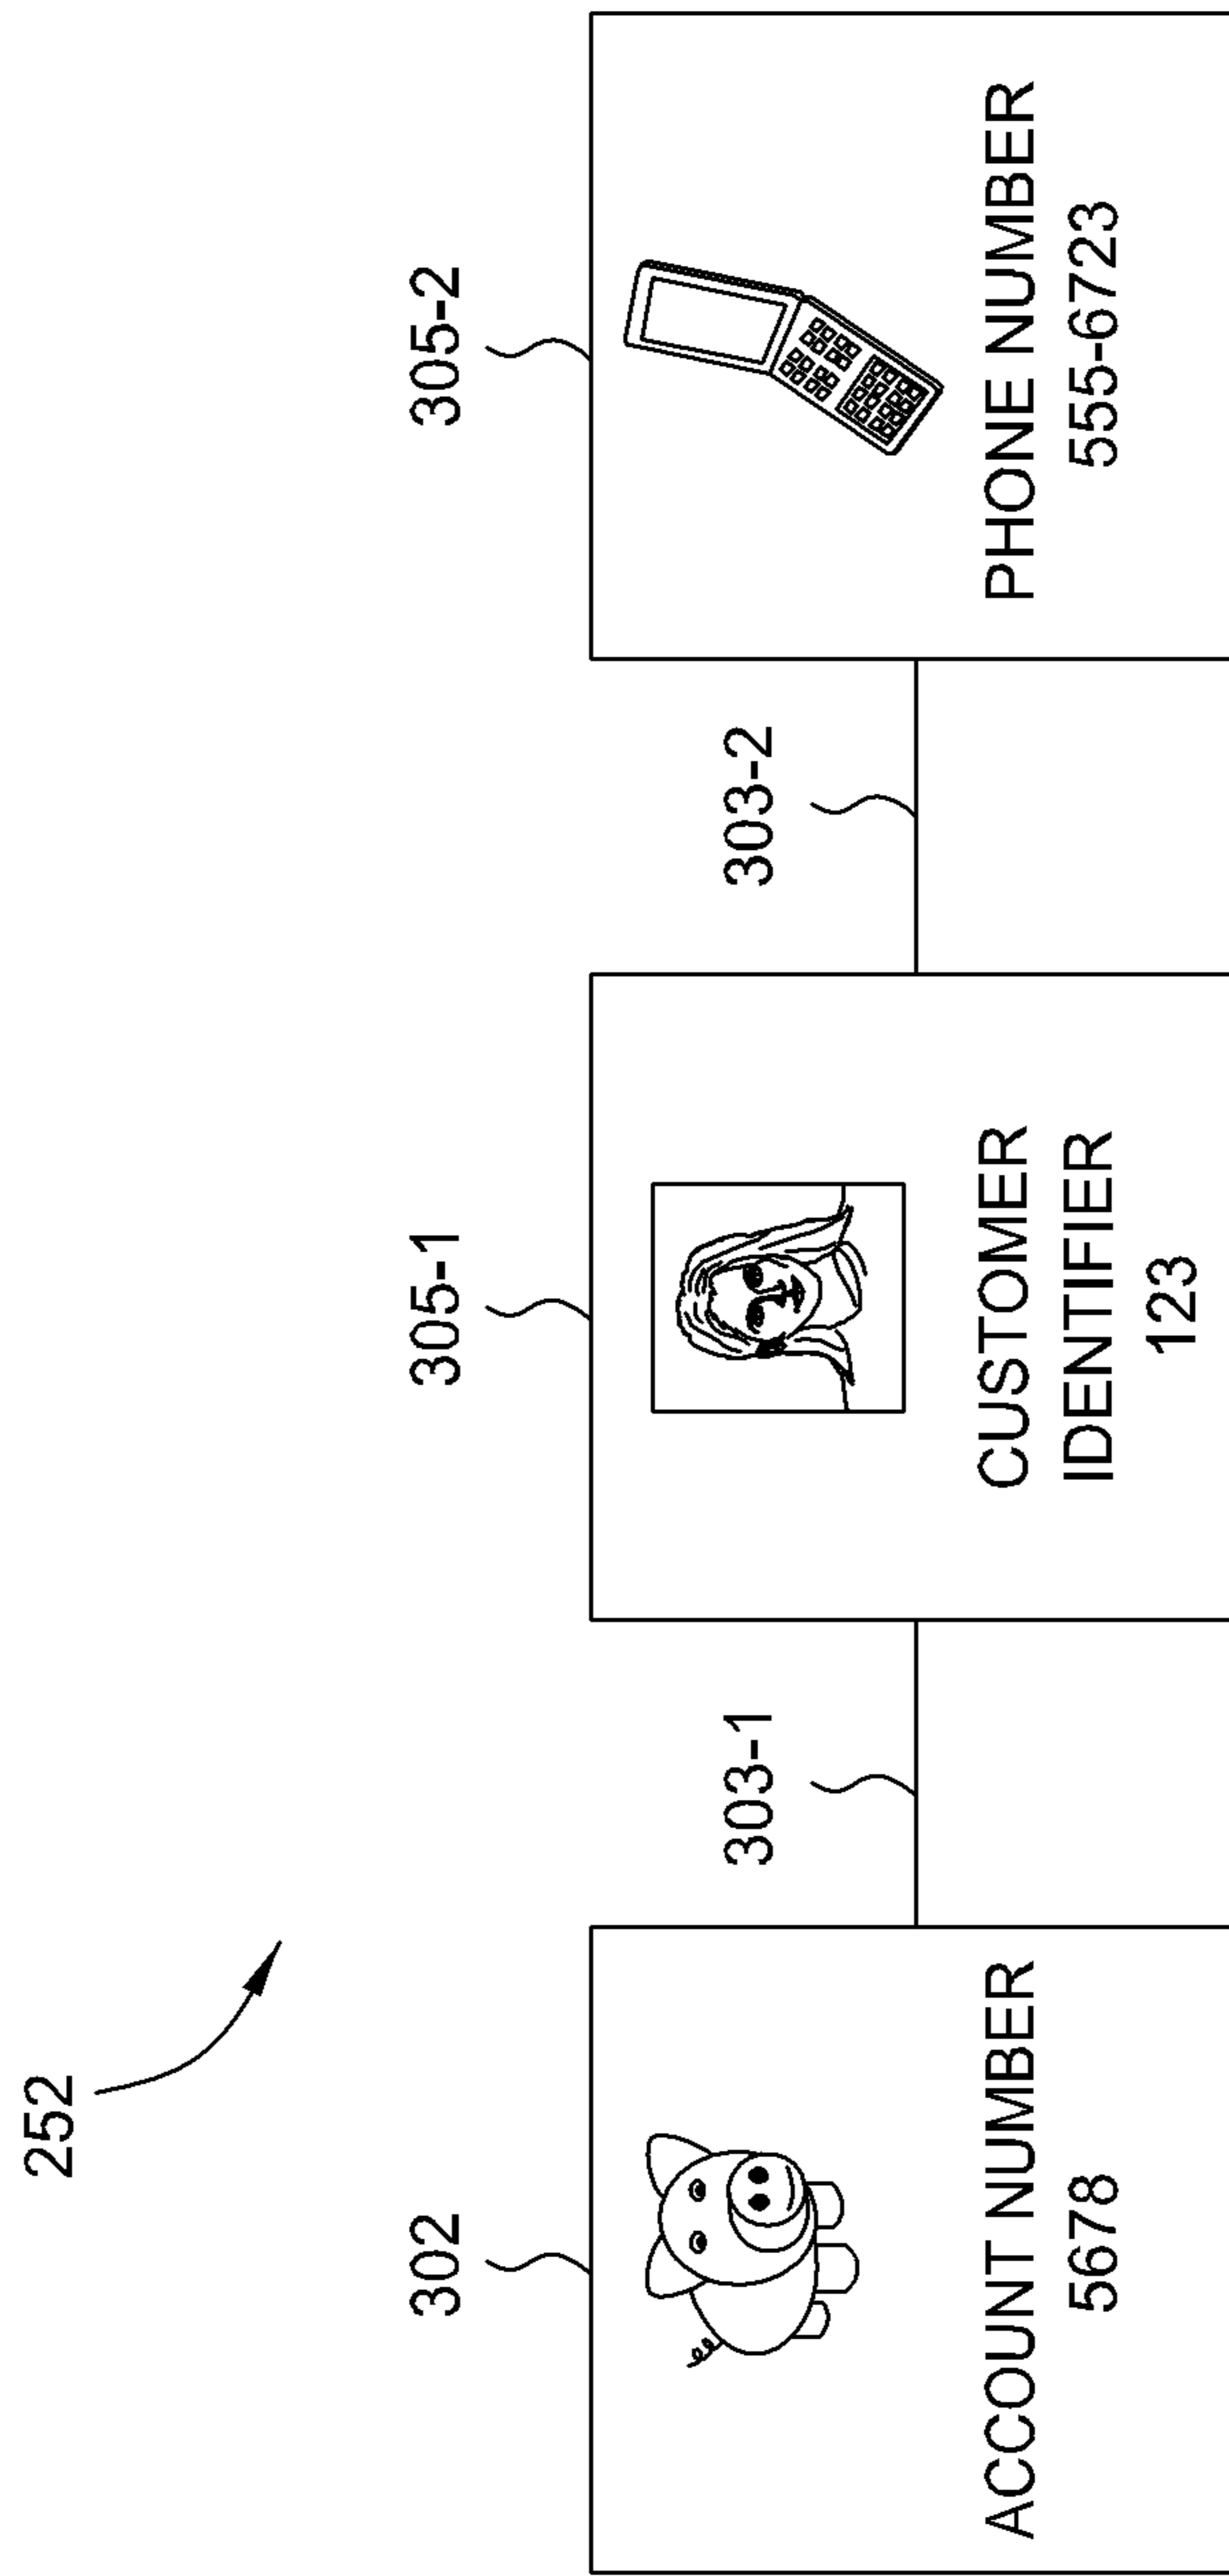 252
302
305-1
305-2
303-1
303-2
ACCOUNT NUMBER
5678
CUSTOMER
IDENTIFIER
123
PHONE NUMBER
555-6723